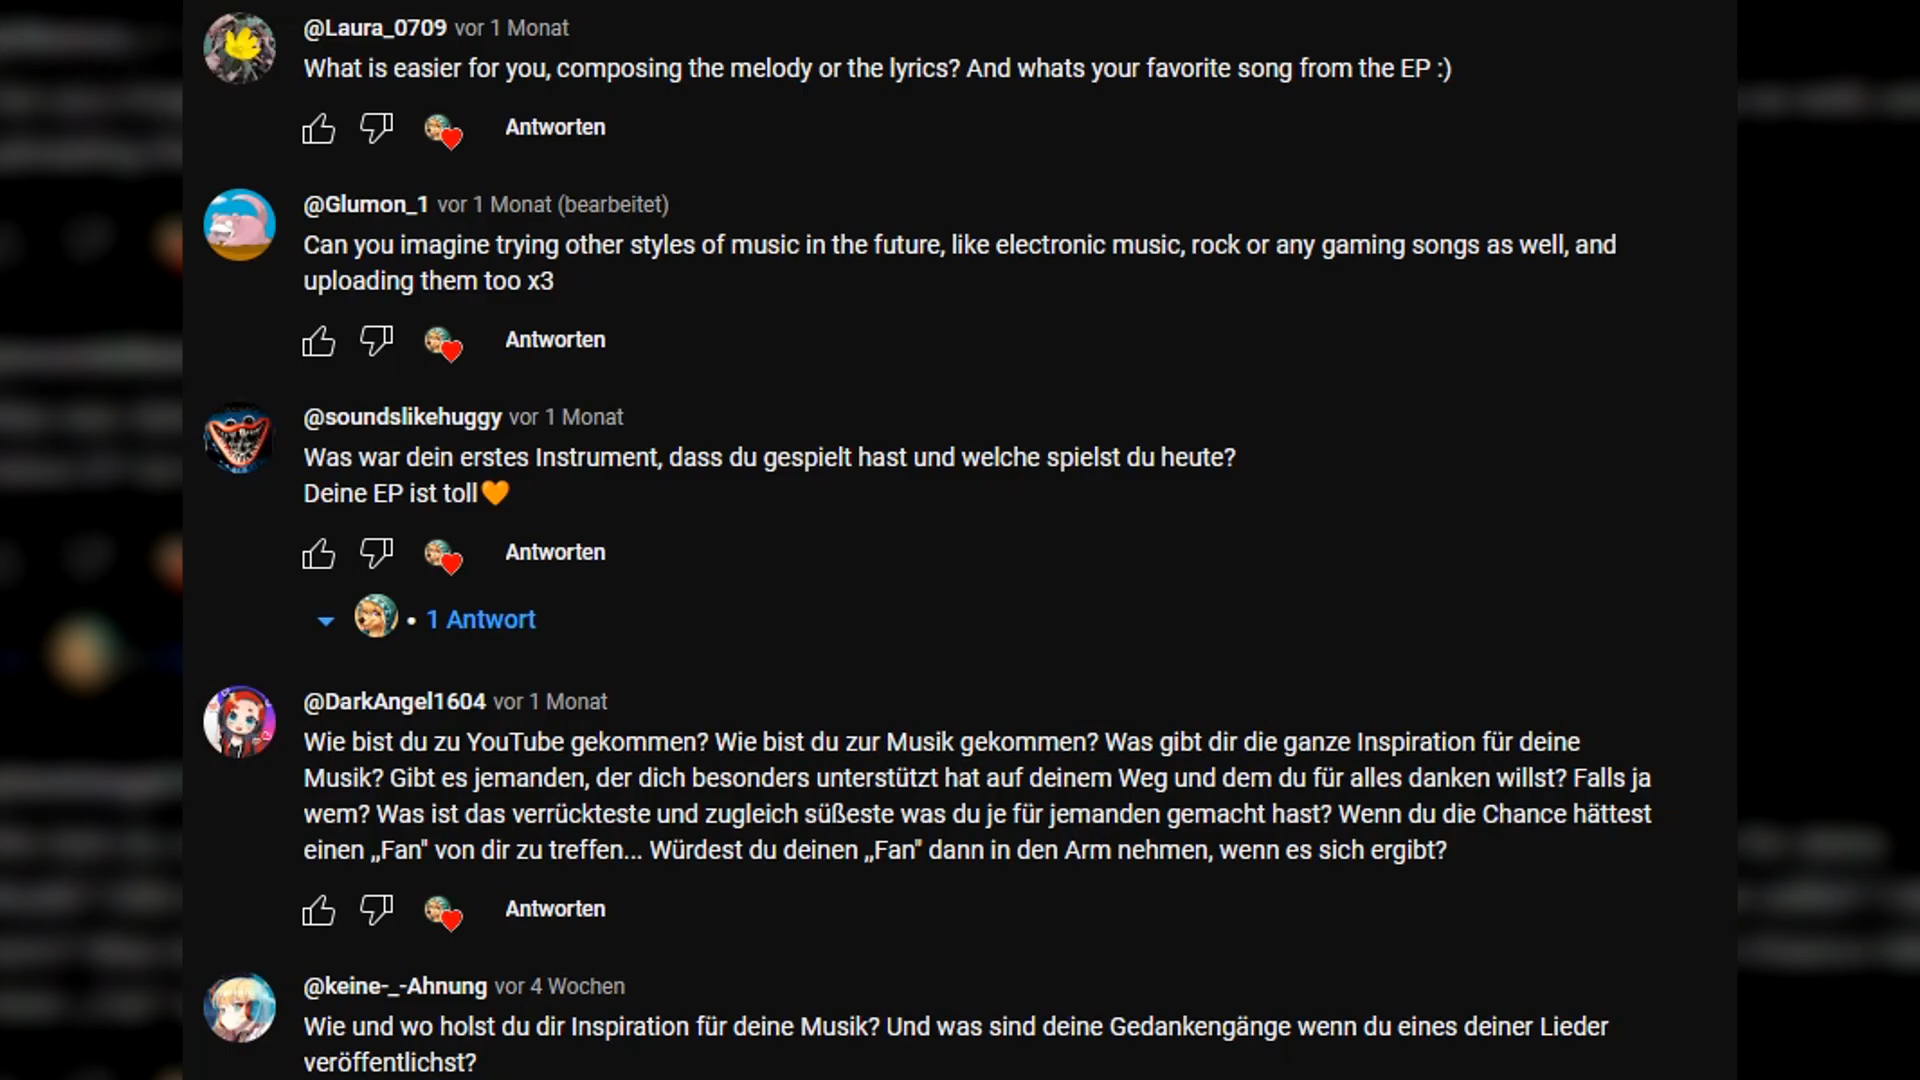 @Laura_0709 vor 1 Monat
What is easier for you, composing the melody or the lyrics? And whats your favorite song from the EP :)
Antworten
@Glumon_1 vor 1 Monat (bearbeitet)
Can you imagine trying other styles of music in the future, like electronic music, rock or any gaming songs as well, and
uploading them too x3
Antworten
@soundslikehuggy vor 1 Monat
Was war dein erstes Instrument, dass du gespielt hast und welche spielst du heute?
Deine EP ist toll🧡
Antworten
• 1 Antwort
@DarkAngel1604 vor 1 Monat
Wie bist du zu YouTube gekommen? Wie bist du zur Musik gekommen? Was gibt dir die ganze Inspiration für deine
Musik? Gibt es jemanden, der dich besonders unterstützt hat auf deinem Weg und dem du für alles danken willst? Falls ja
wem? Was ist das verrückteste und zugleich süßeste was du je für jemanden gemacht hast? Wenn du die Chance hättest
einen „Fan" von dir zu treffen... Würdest du deinen „Fan" dann in den Arm nehmen, wenn es sich ergibt?
Antworten
@keine-_-Ahnung vor 4 Wochen
Wie und wo holst du dir Inspiration für deine Musik? Und was sind deine Gedankengänge wenn du eines deiner Lieder
veröffentlichst?